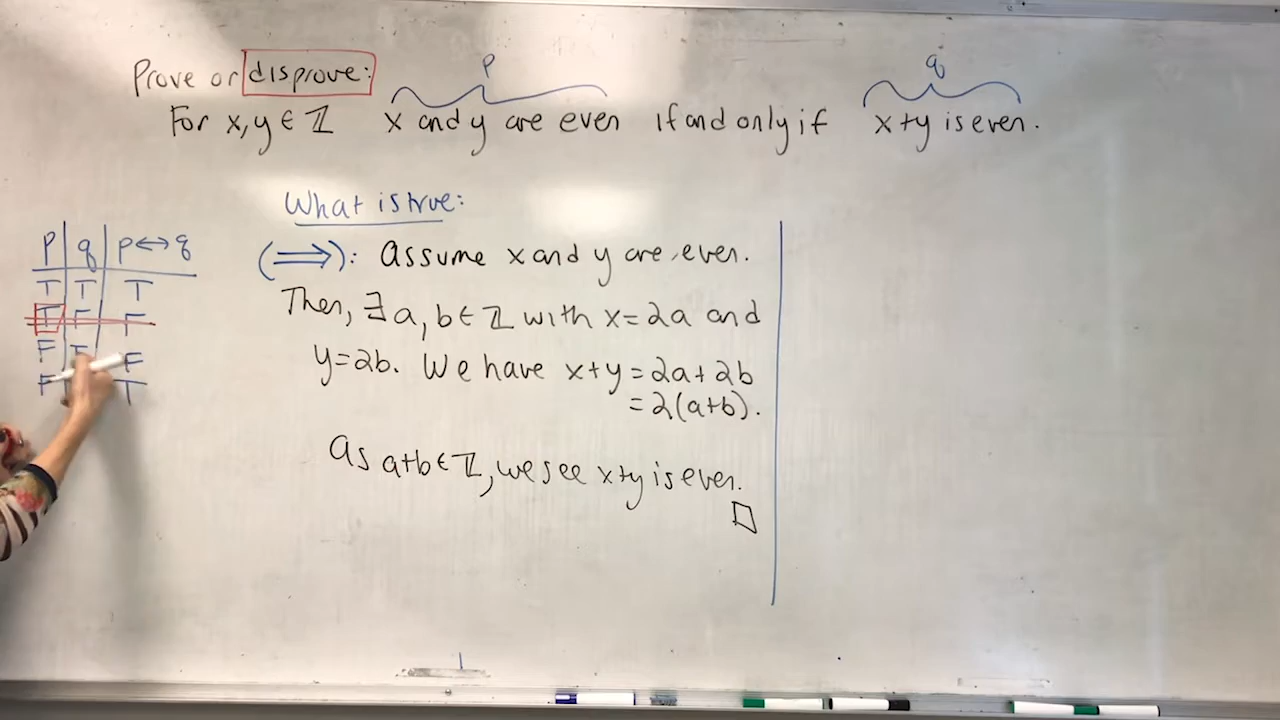 Prove or disprove:
p
q
For x, y ∈ ℤ x and y are even if and only if x+y is even.
What is true:
p q p↔q
T T T
T F F
F F
F T
(⟹): Assume x and y are even.
Then, ∃ a, b ∈ ℤ with x=2a and
y=2b. We have x+y = 2a+2b
= 2(a+b).
As a+b ∈ ℤ, we see x+y is even.
□